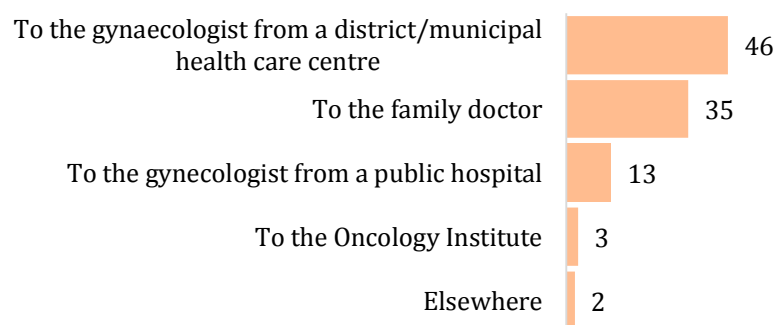 To the gynaecologist from a district/municipal
health care centre
46
To the family doctor
35
To the gynecologist from a public hospital
13
To the Oncology Institute
3
Elsewhere
2